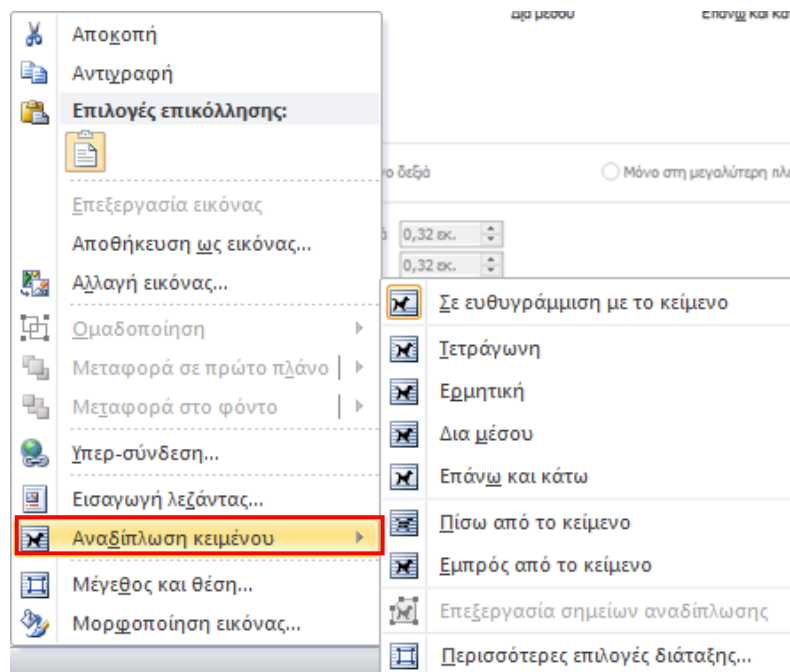 Δια μέσου
Αποκοπή
Αντιγραφή
Επιλογές επικόλλησης:
δεξιά
Μόνο στη μεγαλύτερη
Επεξεργασία εικόνας
0,32 εκ.
Αποθήκευση ως εικόνας...
0,32 εκ.
Αλλαγή εικόνας...
Ομαδοποίηση
Μεταφορά σε πρώτο πλάνο
Μεταφορά στο φόντο
Υπερ-σύνδεση...
Εισαγωγή λεζάντας...
Αναδίπλωση κειμένου
Μέγεθος και θέση...
Μορφοποίηση εικόνας...
Σε ευθυγράμμιση με το κείμενο
Τετράγωνη
Ερμητική
Δια μέσου
Επάνω και κάτω
Πίσω από το κείμενο
Εμπρός από το κείμενο
Επεξεργασία σημείων αναδίπλωσης
Περισσότερες επιλογές διάταξης...